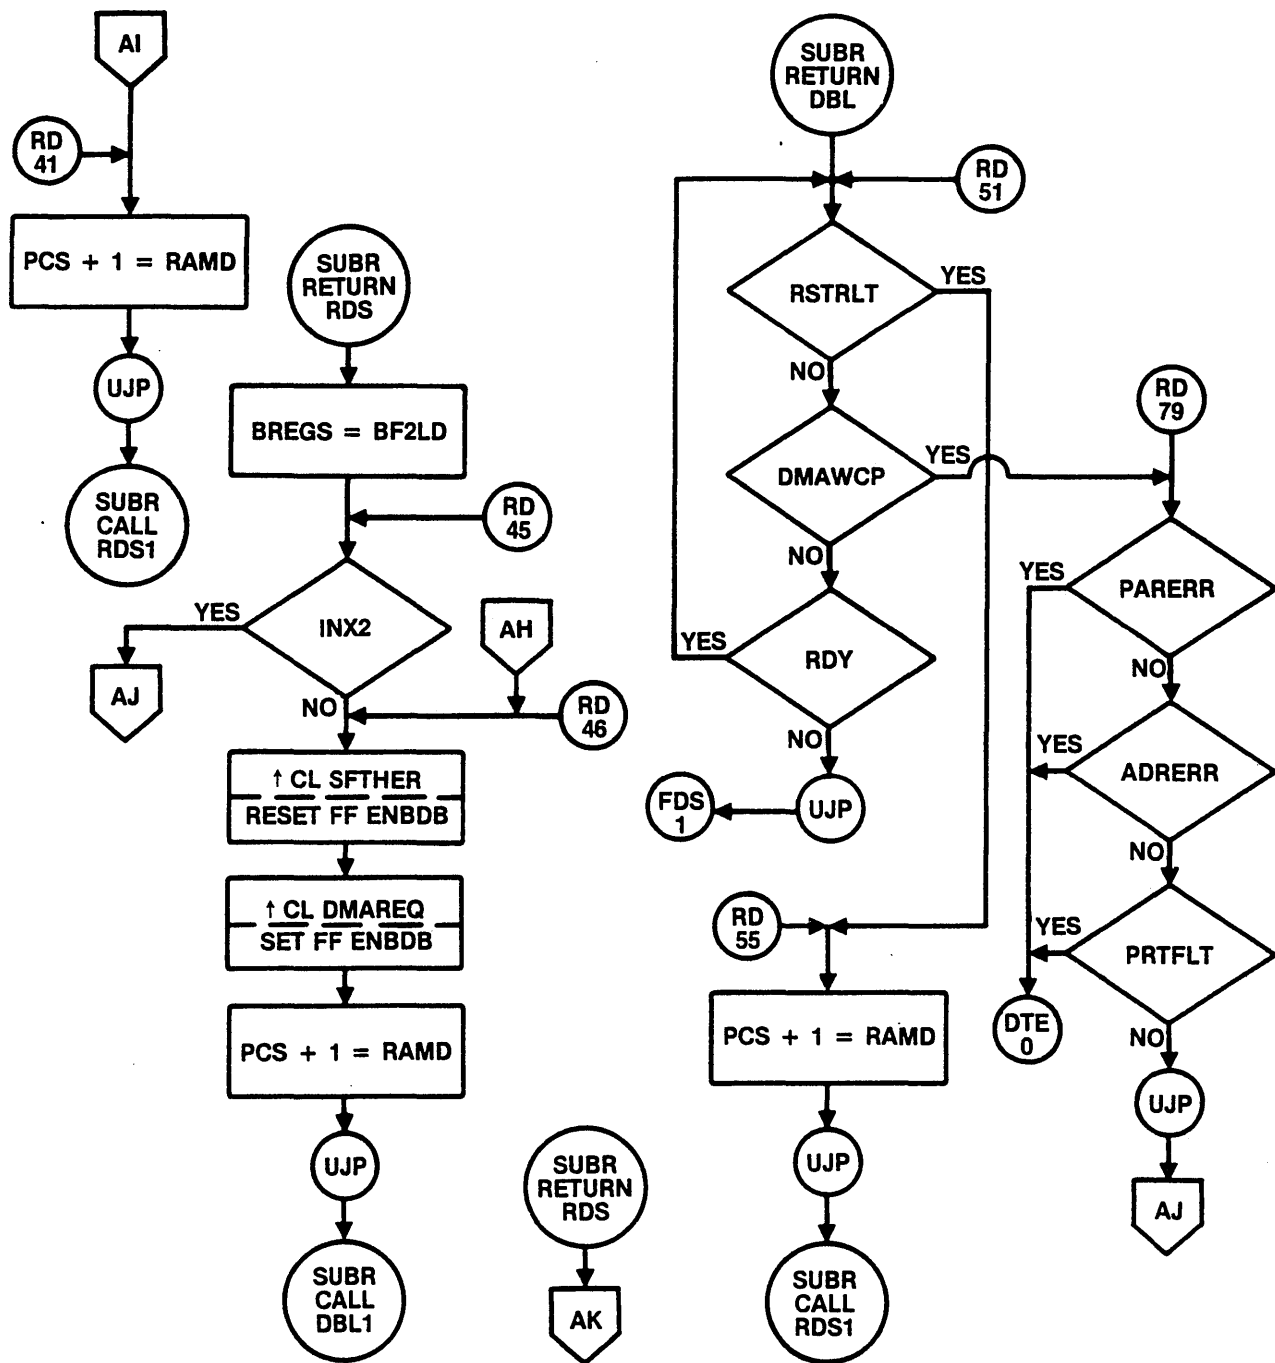 AI
RD
41
PCS + 1 = RAMD
UJP
SUBR
CALL
RDS1
SUBR
RETURN
RDS
BREGS = BF2LD
RD
45
INX2
YES
AJ
NO
AH
RD
46
↑ CL SFTHER
RESET FF ENBDB
↑ CL DMAREQ
SET FF ENBDB
PCS + 1 = RAMD
UJP
SUBR
CALL
DBL1
SUBR
RETURN
RDS
AK
SUBR
RETURN
DBL
RD
51
RSTRLT
YES
NO
DMAWCP
YES
NO
RDY
YES
NO
UJP
FDS
1
RD
55
PCS + 1 = RAMD
UJP
SUBR
CALL
RDS1
RD
79
PARERR
YES
NO
ADRERR
YES
NO
PRTFLT
YES
DTE
0
NO
UJP
AJ